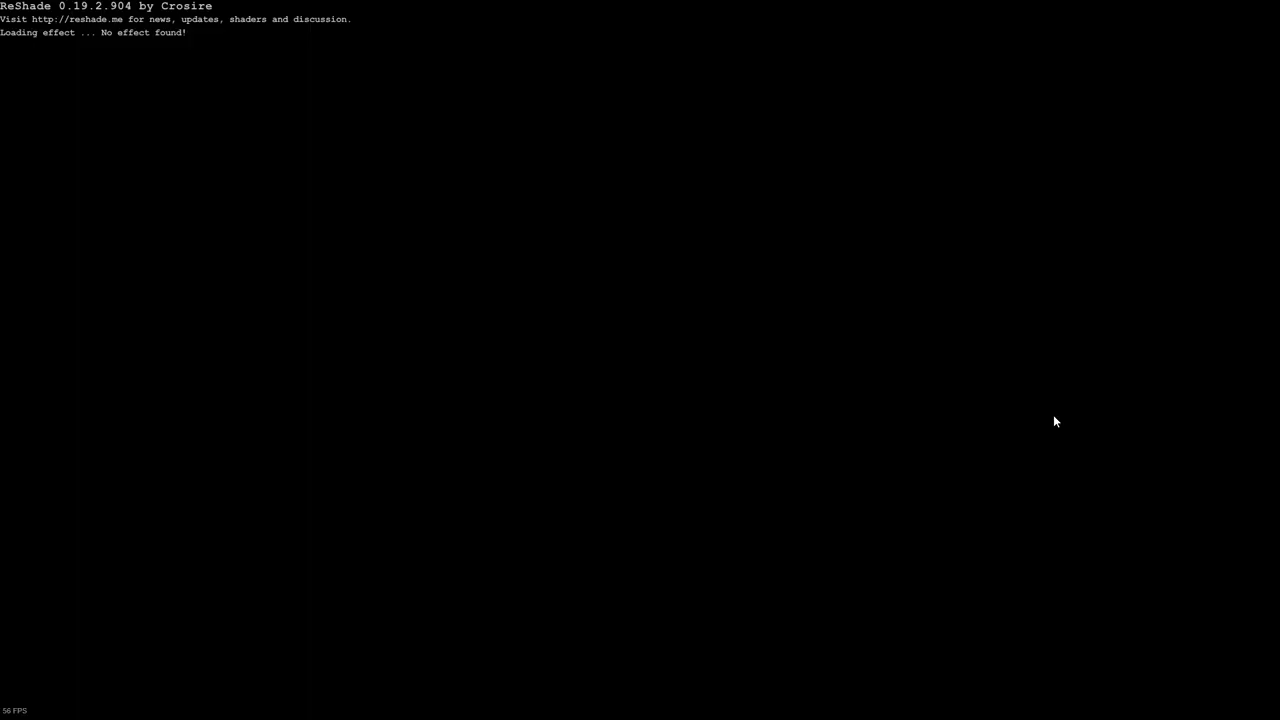 ReShade 0.19.2.904 by Crosire
Visit http://reshade.me for news, updates, shaders and discussion.
Loading effect ... No effect found!
56 FPS